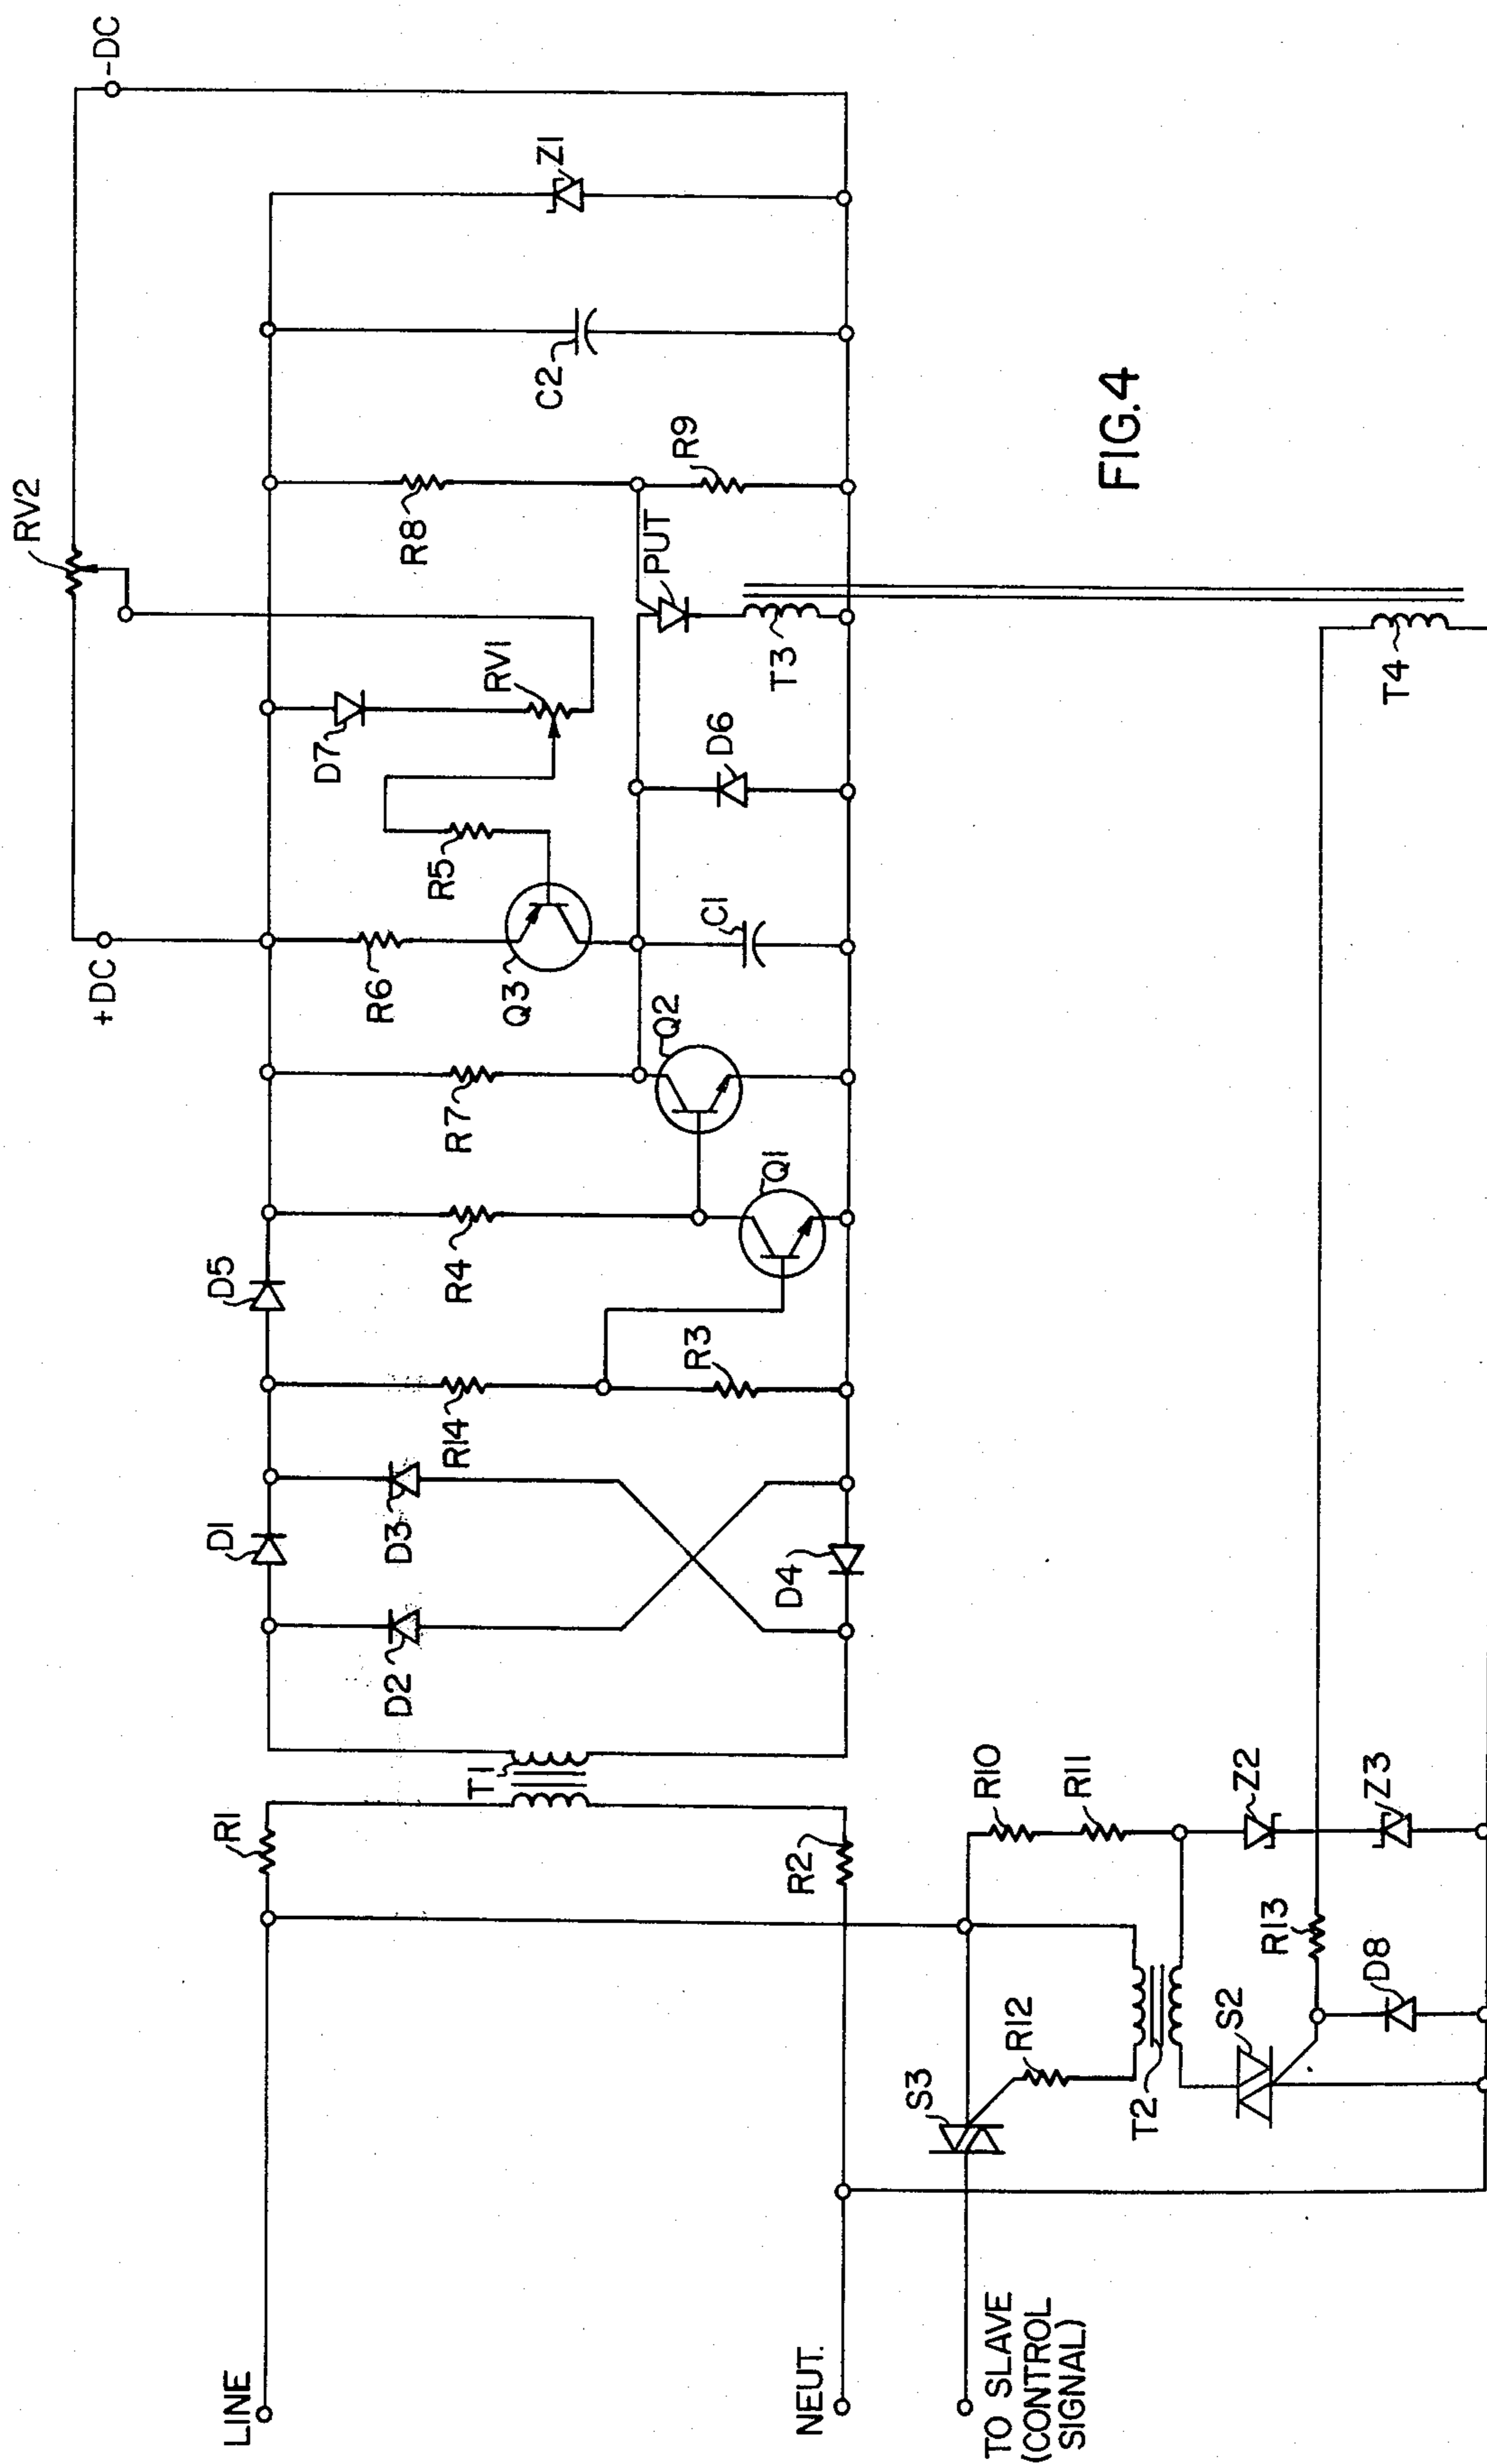 RV2
+DC
-DC
LINE
R1
T1
D1
D2
D3
D4
D5
R14
R3
R4
Q1
R7
Q2
R6
Q3
R5
C1
D7
RV1
D6
PUT
T3
R8
R9
C2
Z1
NEUT.
R2
TO SLAVE
(CONTROL
SIGNAL)
S3
R12
T2
R10
R11
S2
R13
D8
Z2
Z3
T4
FIG.4